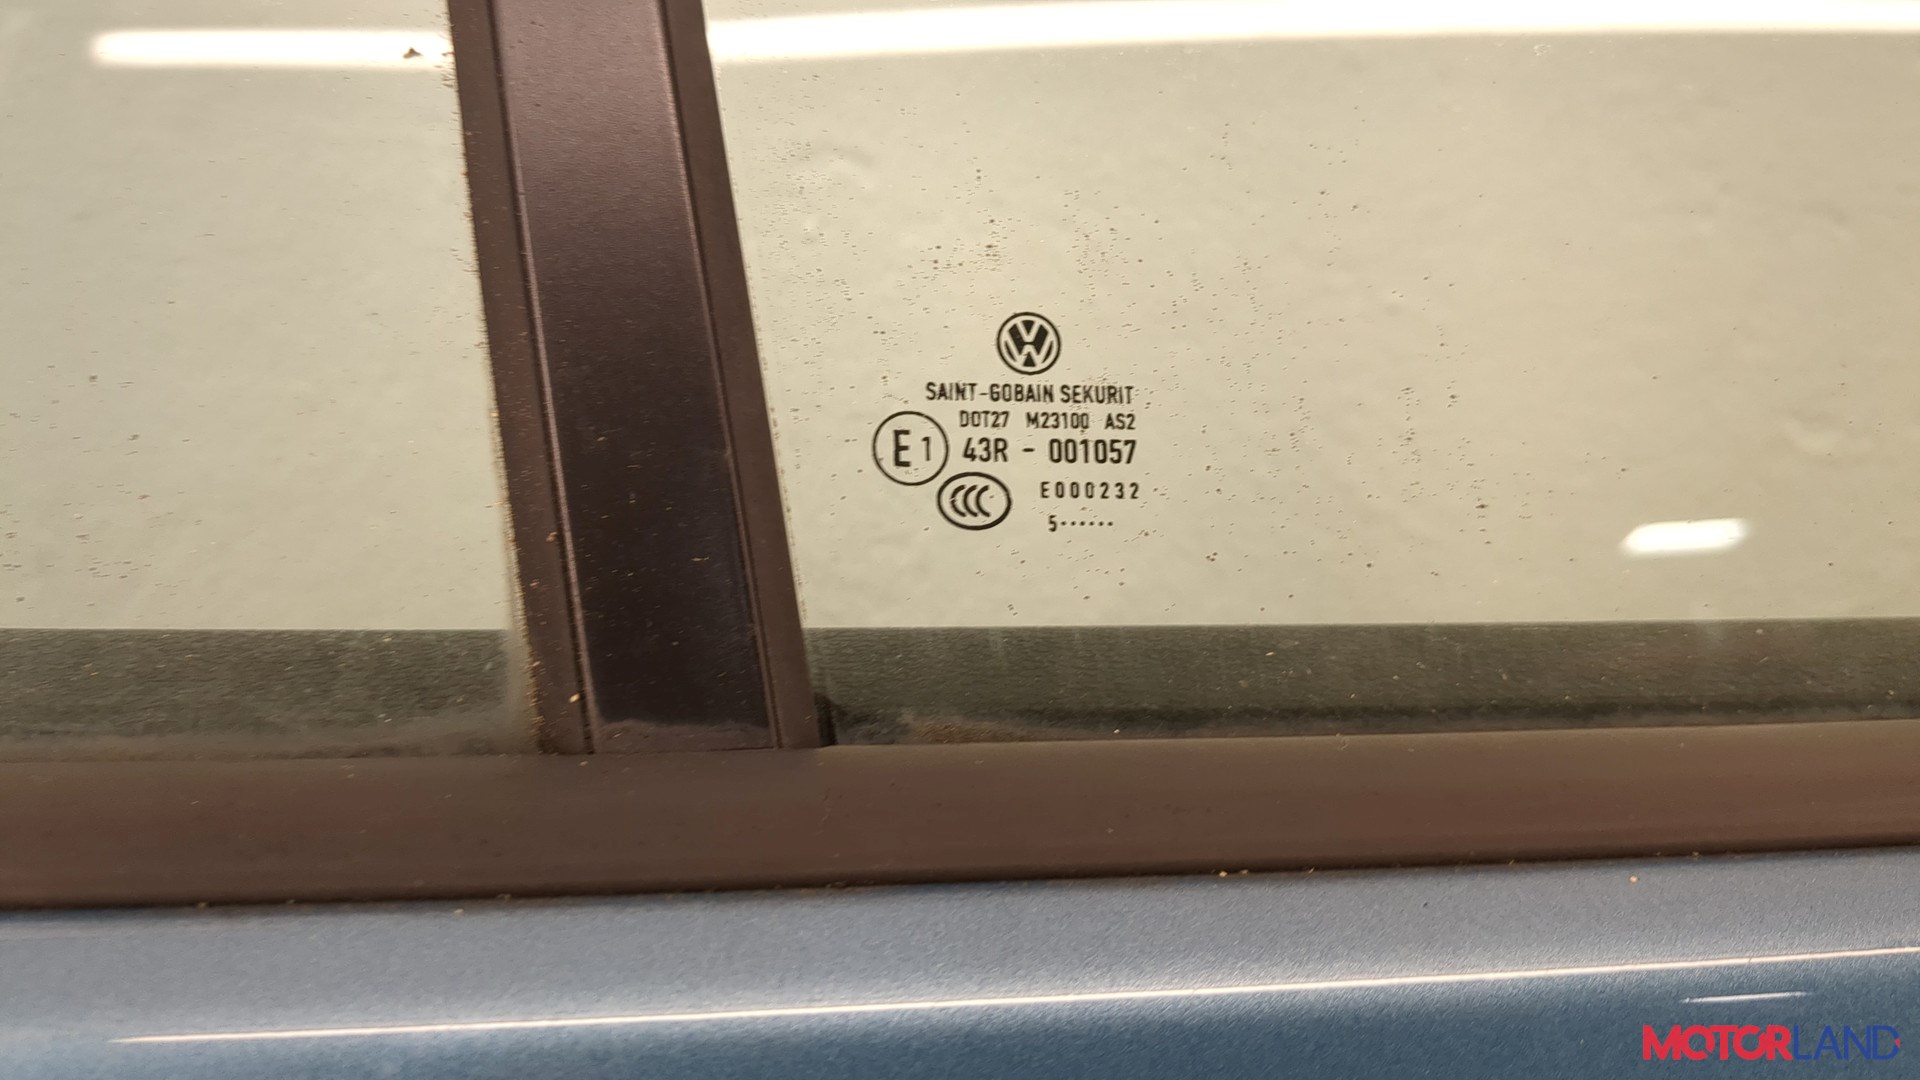 VW
SAINT-GOBAIN SEKURIT
DOT27 M23100 AS2
E1 43R - 001057
CCC E000232
5······
MOTORLAND